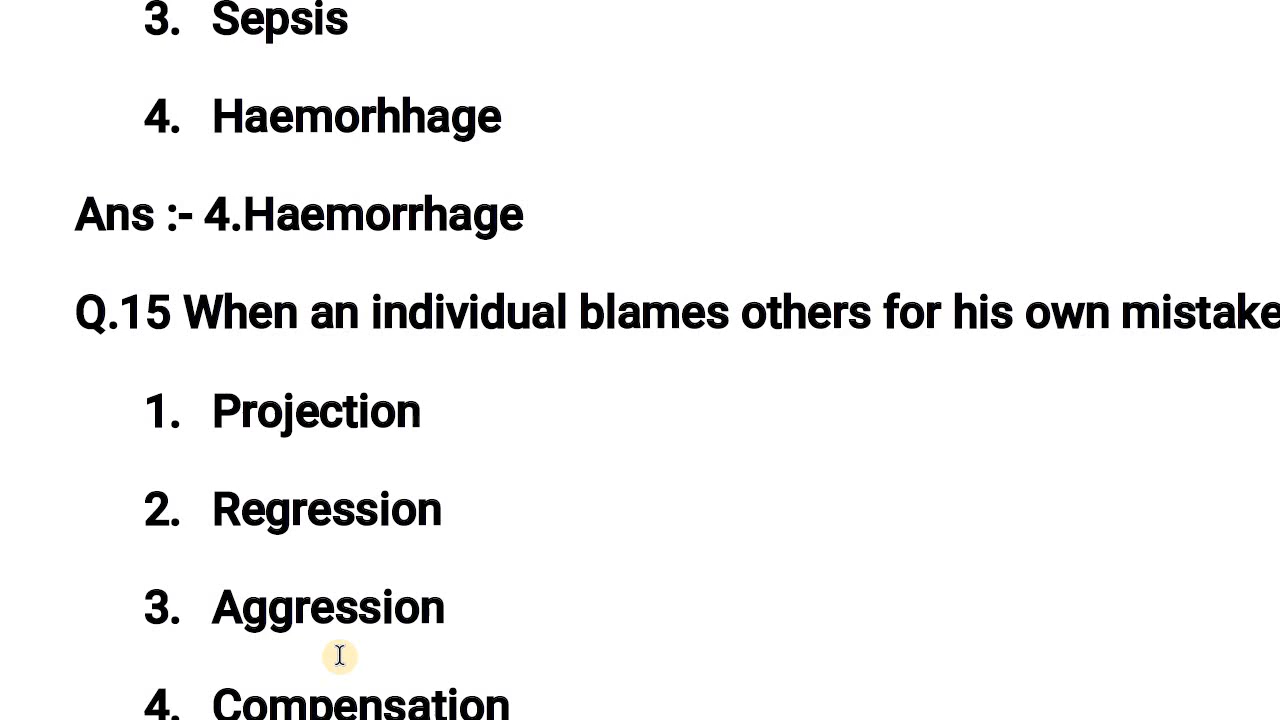 3. Sepsis
4. Haemorhhage
Ans :- 4.Haemorrhage
Q.15 When an individual blames others for his own mistake
1. Projection
2. Regression
3. Aggression
4. Compensation